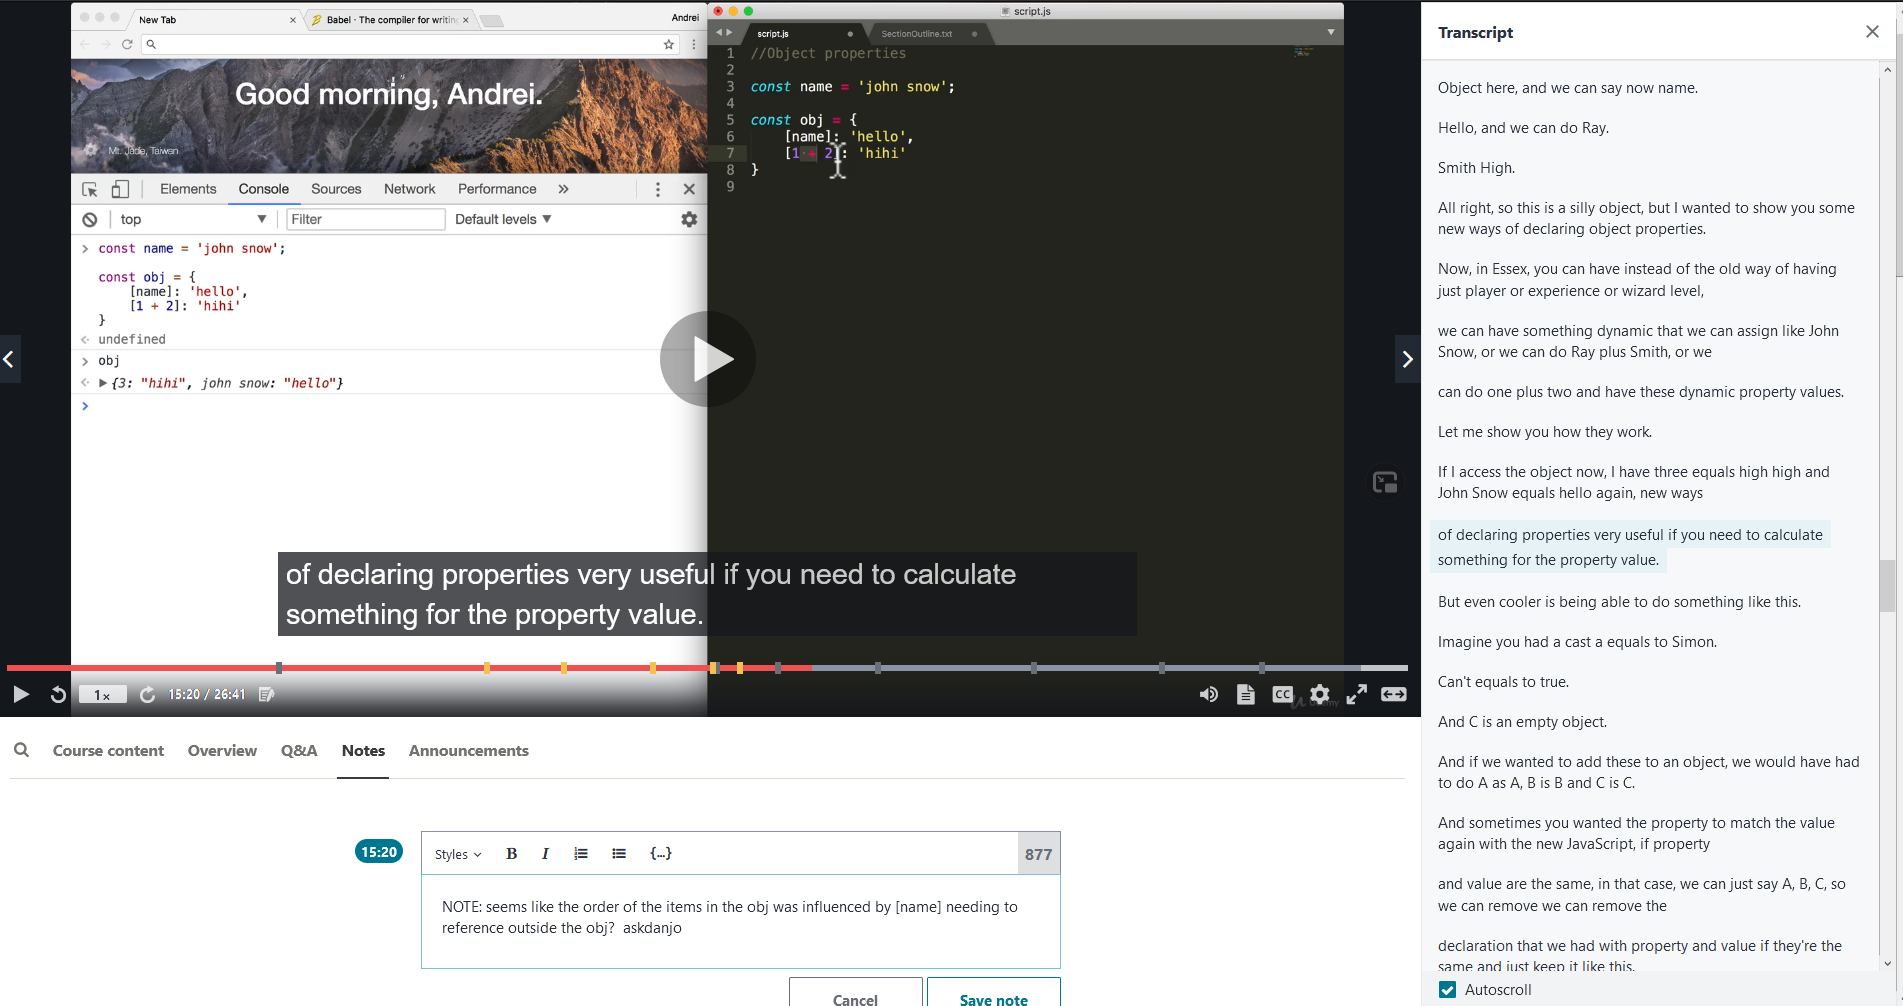 New Tab
Babel · The compiler for writing
Andrei
Good morning, Andrei.
Mt. Jade, Taiwan
Elements
Console
Sources
Network
Performance
»
top
Filter
Default levels ▼
const name = 'john snow';
const obj = {
[name]: 'hello',
[1 + 2]: 'hihi'
}
undefined
obj
{3: "hihi", john snow: "hello"}
script.js
script.js
SectionOutline.txt
1 //Object properties
2
3 const name = 'john snow';
4
5 const obj = {
6 [name]: 'hello',
7 [1 + 2]: 'hihi'
8 }
9
of declaring properties very useful if you need to calculate
something for the property value.
1x
15:20 / 26:41
CC
Udemy
Course content
Overview
Q&A
Notes
Announcements
15:20
Styles
B
I
{...}
877
NOTE: seems like the order of the items in the obj was influenced by [name] needing to
reference outside the obj?  askdanjo
Cancel
Save note
Transcript
Object here, and we can say now name.
Hello, and we can do Ray.
Smith High.
All right, so this is a silly object, but I wanted to show you some
new ways of declaring object properties.
Now, in Essex, you can have instead of the old way of having
just player or experience or wizard level,
we can have something dynamic that we can assign like John
Snow, or we can do Ray plus Smith, or we
can do one plus two and have these dynamic property values.
Let me show you how they work.
If I access the object now, I have three equals high high and
John Snow equals hello again, new ways
of declaring properties very useful if you need to calculate
something for the property value.
But even cooler is being able to do something like this.
Imagine you had a cast a equals to Simon.
Can't equals to true.
And C is an empty object.
And if we wanted to add these to an object, we would have had
to do A as A, B is B and C is C.
And sometimes you wanted the property to match the value
again with the new JavaScript, if property
and value are the same, in that case, we can just say A, B, C, so
we can remove we can remove the
declaration that we had with property and value if they're the
same and just keep it like this.
Autoscroll